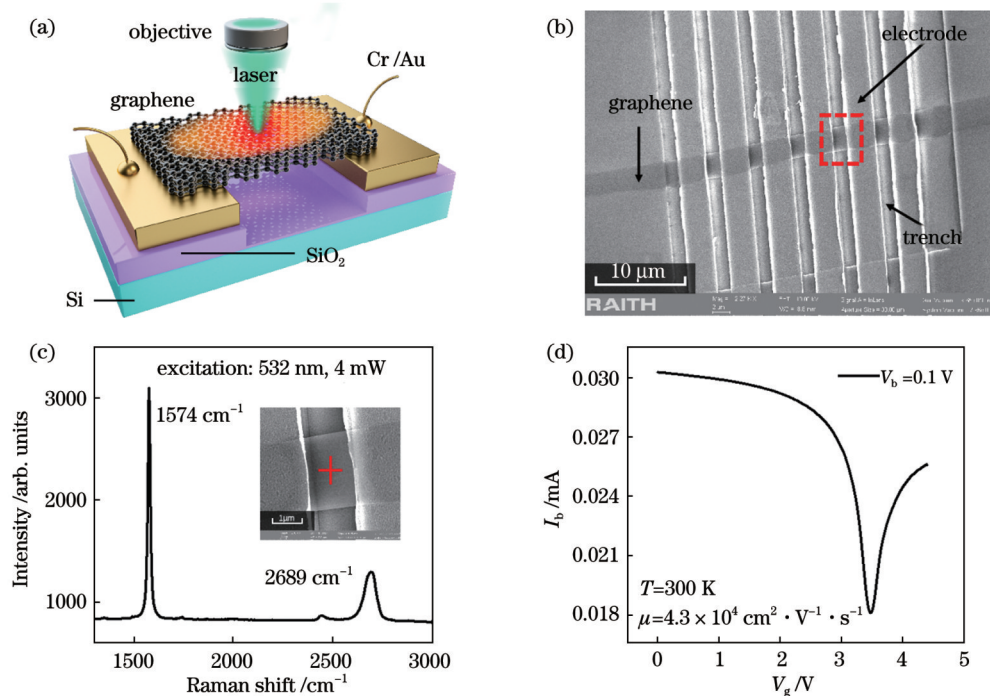 (a)
objective
laser
Cr/Au
graphene
SiO₂
Si
(b)
electrode
graphene
trench
10 μm
RAITH
(c)
excitation: 532 nm, 4 mW
1574 cm⁻¹
2689 cm⁻¹
1μm
Intensity /arb. units
3000
2000
1000
1500
2000
2500
3000
Raman shift /cm⁻¹
(d)
V_b =0.1 V
I_b /mA
0.030
0.027
0.024
0.021
0.018
T=300 K
μ=4.3 × 10⁴ cm² · V⁻¹ · s⁻¹
0
1
2
3
4
5
V_g /V